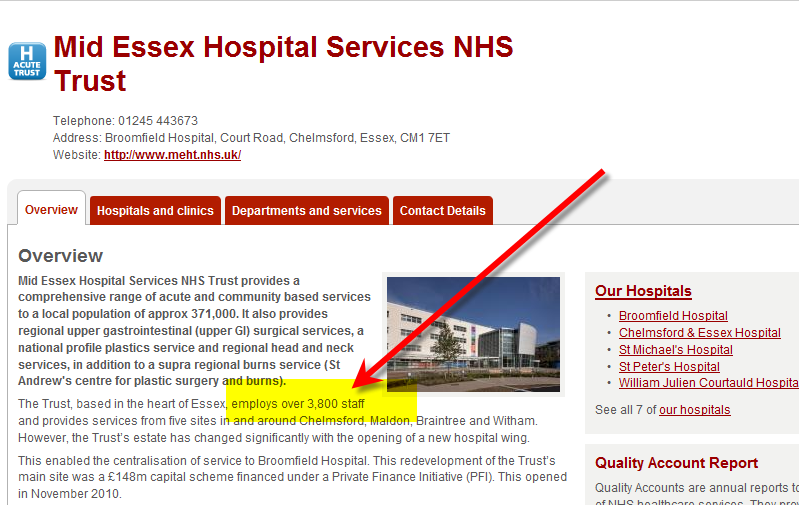 H
ACUTE
TRUST
Mid Essex Hospital Services NHS
Trust
Telephone: 01245 443673
Address: Broomfield Hospital, Court Road, Chelmsford, Essex, CM1 7ET
Website: http://www.meht.nhs.uk/
Overview
Hospitals and clinics
Departments and services
Contact Details
Overview
Mid Essex Hospital Services NHS Trust provides a
comprehensive range of acute and community based services
to a local population of approx 371,000. It also provides
regional upper gastrointestinal (upper GI) surgical services, a
national profile plastics service and regional head and neck
services, in addition to a supra regional burns service (St
Andrew's centre for plastic surgery and burns).
The Trust, based in the heart of Essex, employs over 3,800 staff
and provides services from five sites in and around Chelmsford, Maldon, Braintree and Witham.
However, the Trust's estate has changed significantly with the opening of a new hospital wing.
This enabled the centralisation of service to Broomfield Hospital. This redevelopment of the Trust's
main site was a £148m capital scheme financed under a Private Finance Initiative (PFI). This opened
in November 2010.
Our Hospitals
• Broomfield Hospital
• Chelmsford & Essex Hospital
• St Michael's Hospital
• St Peter's Hospital
• William Julien Courtauld Hospita
See all 7 of our hospitals
Quality Account Report
Quality Accounts are annual reports to
of NHS healthcare services. They prov